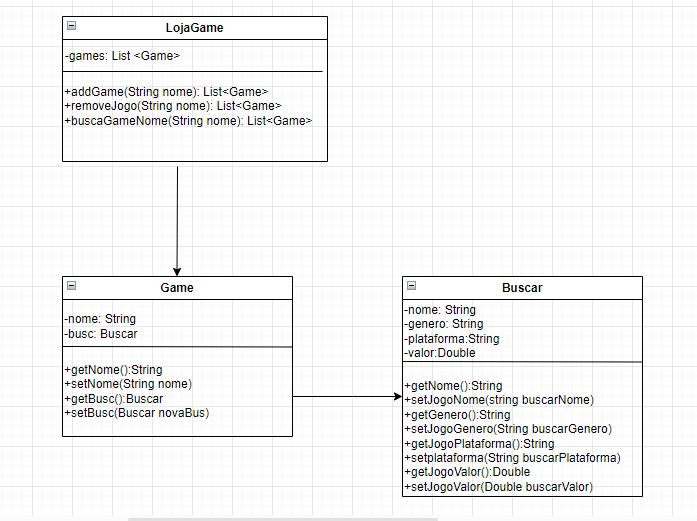 LojaGame
-games: List <Game>
+addGame(String nome): List<Game>
+removeJogo(String nome): List<Game>
+buscaGameNome(String nome): List<Game>
Game
-nome: String
-busc: Buscar
+getNome():String
+setNome(String nome)
+getBusc():Buscar
+setBusc(Buscar novaBus)
Buscar
-nome: String
-genero: String
-plataforma:String
-valor:Double
+getNome():String
+setJogoNome(string buscarNome)
+getGenero():String
+setJogoGenero(String buscarGenero)
+getJogoPlataforma():String
+setplataforma(String buscarPlataforma)
+getJogoValor():Double
+setJogoValor(Double buscarValor)